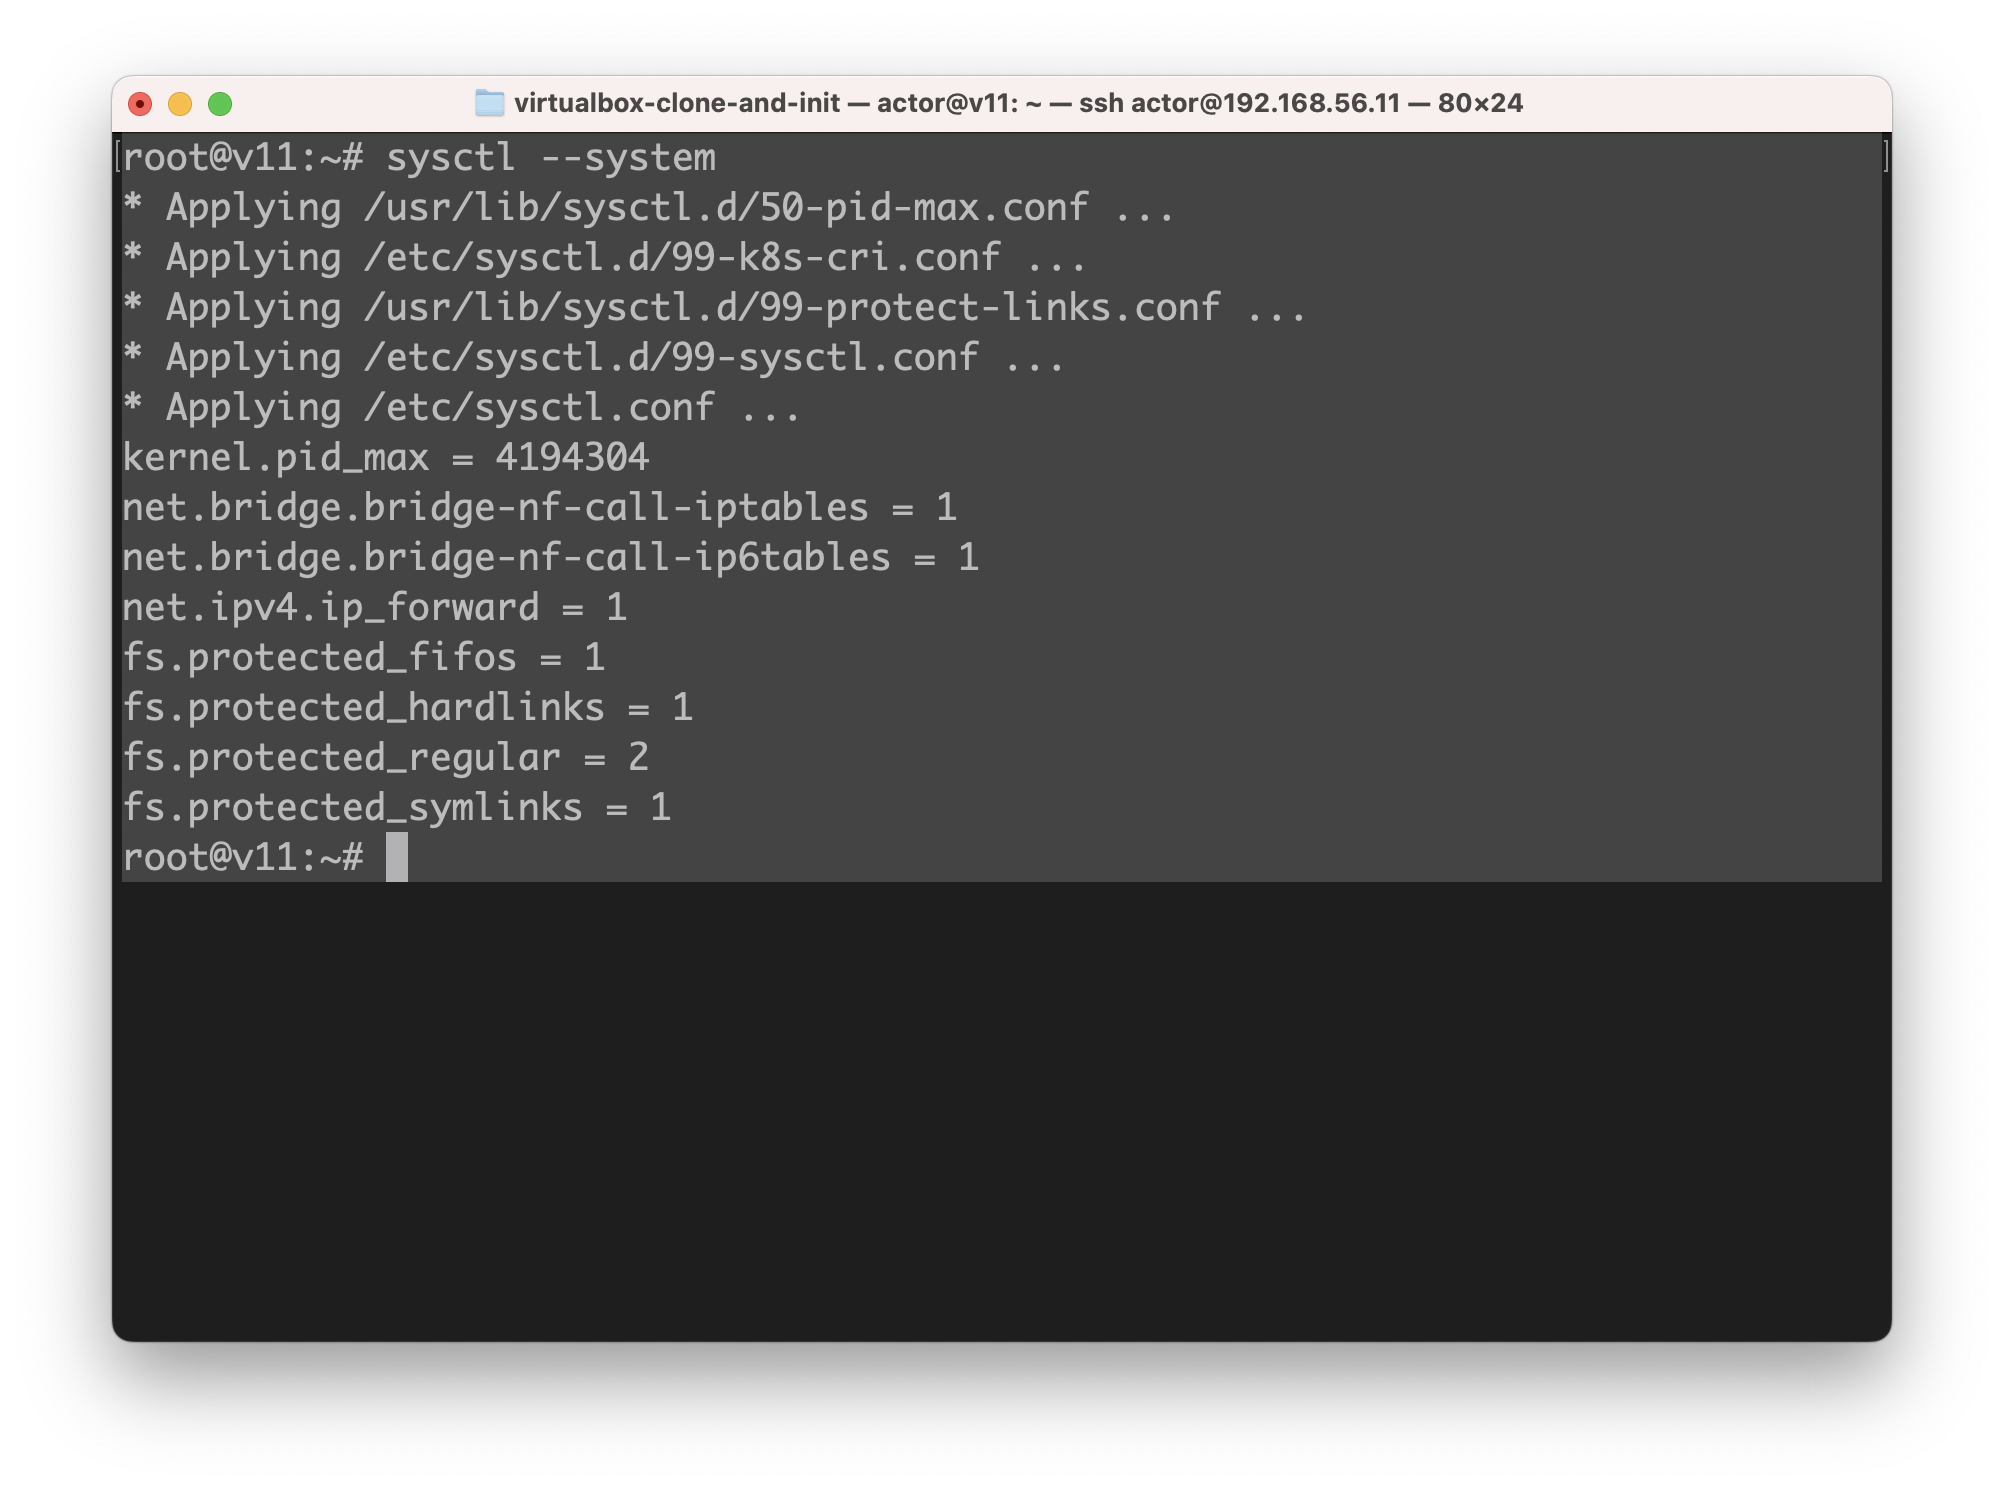 virtualbox-clone-and-init — actor@v11: ~ — ssh actor@192.168.56.11 — 80×24
[root@v11:~# sysctl --system ]
* Applying /usr/lib/sysctl.d/50-pid-max.conf ...
* Applying /etc/sysctl.d/99-k8s-cri.conf ...
* Applying /usr/lib/sysctl.d/99-protect-links.conf ...
* Applying /etc/sysctl.d/99-sysctl.conf ...
* Applying /etc/sysctl.conf ...
kernel.pid_max = 4194304
net.bridge.bridge-nf-call-iptables = 1
net.bridge.bridge-nf-call-ip6tables = 1
net.ipv4.ip_forward = 1
fs.protected_fifos = 1
fs.protected_hardlinks = 1
fs.protected_regular = 2
fs.protected_symlinks = 1
root@v11:~#